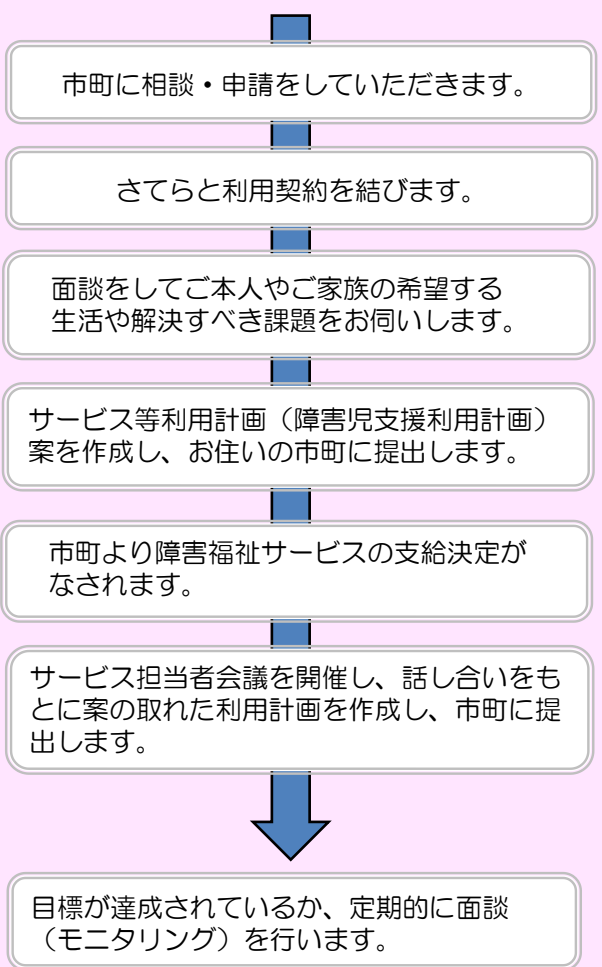 市町に相談・申請をしていただきます。
さてらと利用契約を結びます。
面談をしてご本人やご家族の希望する
生活や解決すべき課題をお伺いします。
サービス等利用計画（障害児支援利用計画）
案を作成し、お住いの市町に提出します。
市町より障害福祉サービスの支給決定が
なされます。
サービス担当者会議を開催し、話し合いをも
とに案の取れた利用計画を作成し、市町に提
出します。
目標が達成されているか、定期的に面談
（モニタリング）を行います。